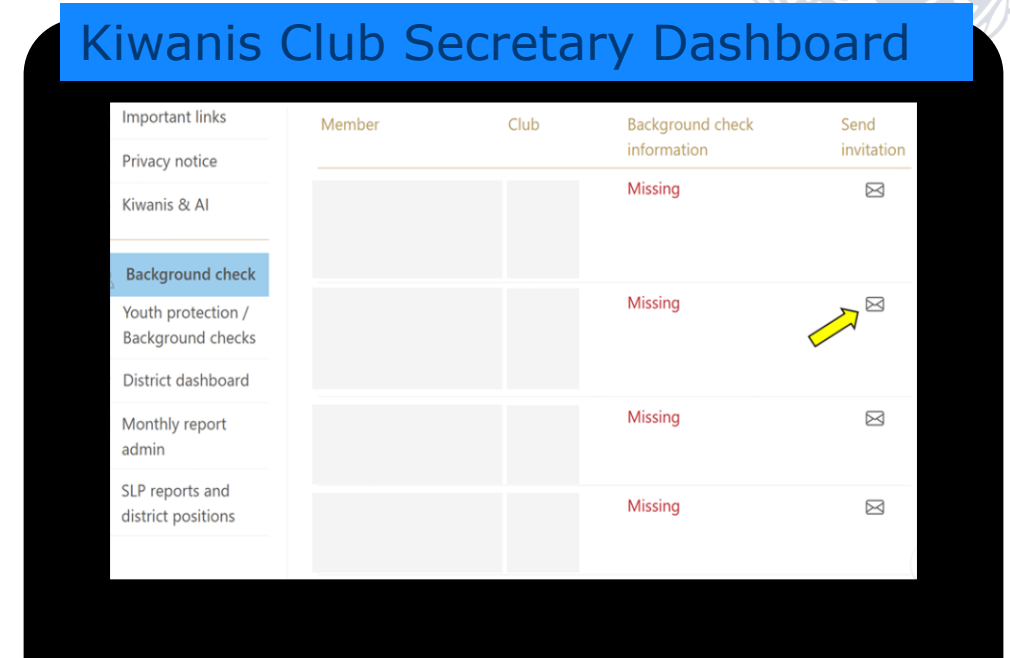 Kiwanis Club Secretary Dashboard
Important links
Privacy notice
Kiwanis & AI
Background check
Youth protection /
Background checks
District dashboard
Monthly report
admin
SLP reports and
district positions
Member
Club
Background check
information
Send
invitation
Missing
Missing
Missing
Missing